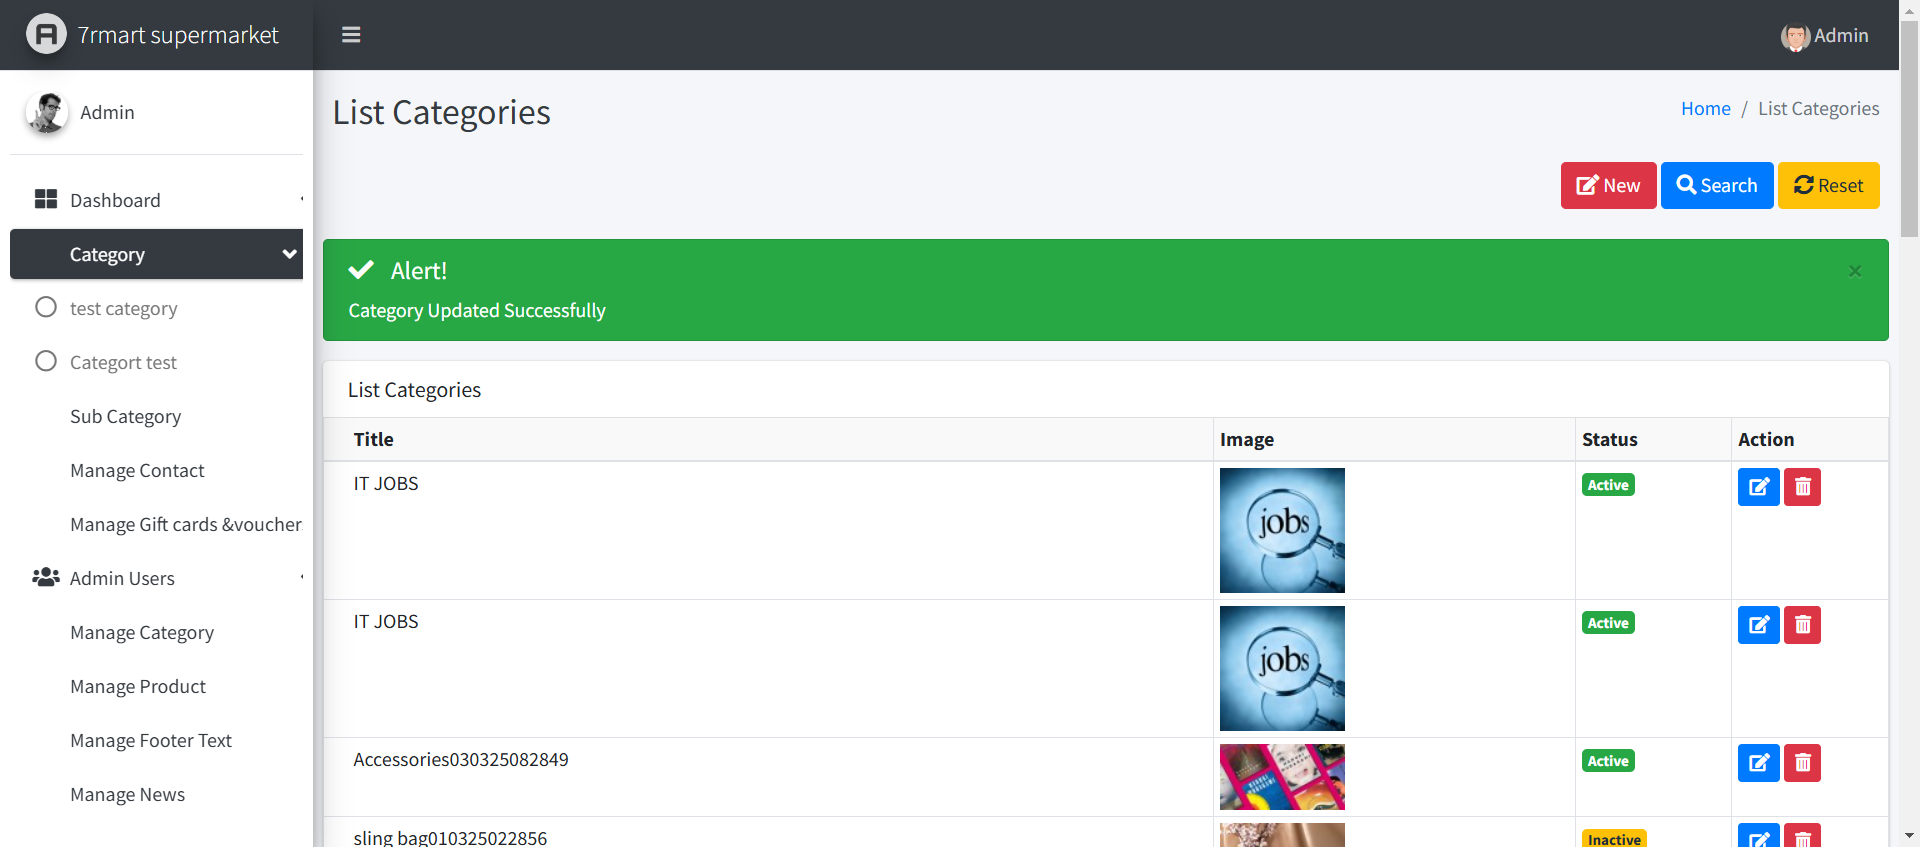 7rmart supermarket
Admin
Admin
Dashboard
Category
test category
Categort test
Sub Category
Manage Contact
Manage Gift cards &voucher
Admin Users
Manage Category
Manage Product
Manage Footer Text
Manage News
List Categories
Home / List Categories
New Search Reset
Alert! ×
Category Updated Successfully
List Categories
Title Image Status Action
IT JOBS jobs Active
IT JOBS jobs Active
Accessories030325082849 Active
sling bag010325022856 Inactive